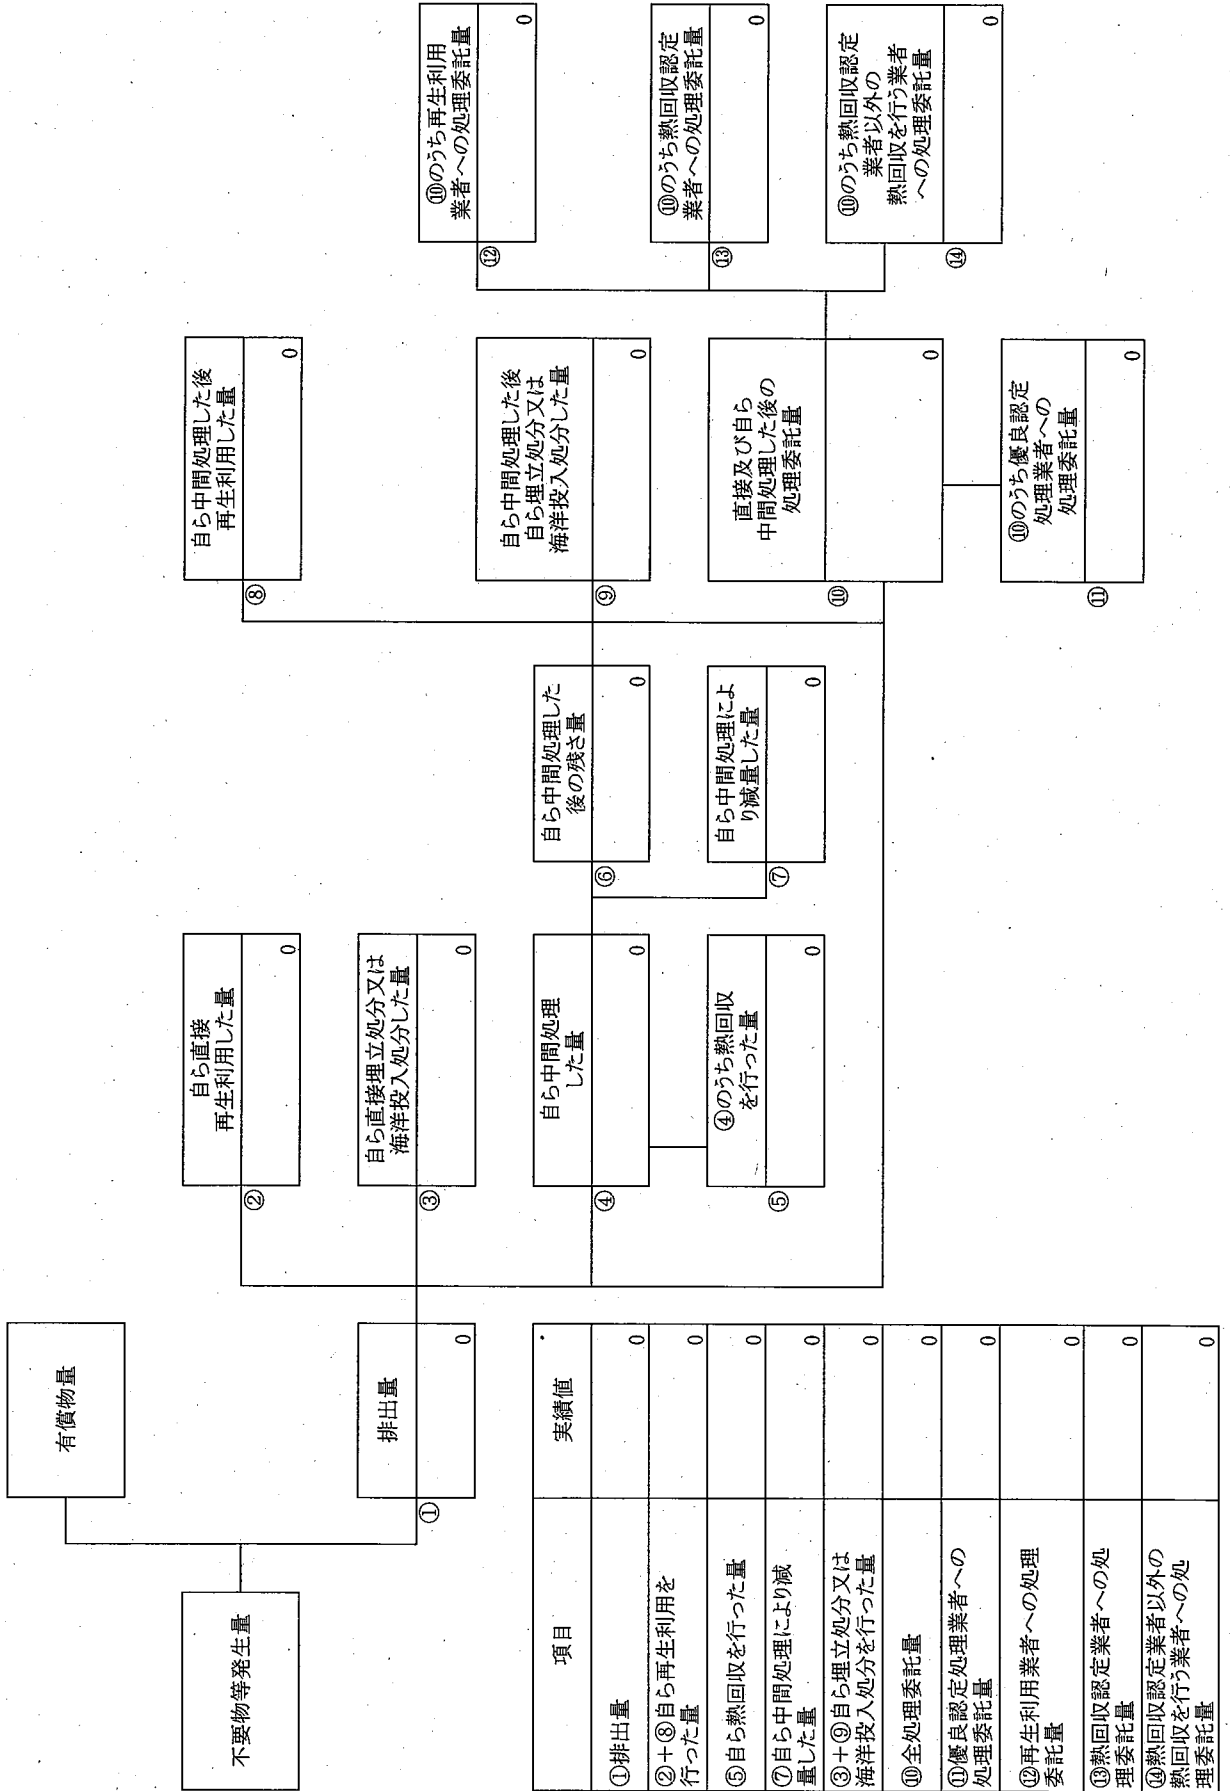 不要物等発生量
有償物量
排出量
①
0
自ら直接
再生利用した量
②
0
自ら直接埋立処分又は
海洋投入処分した量
③
0
自ら中間処理
した量
④
0
④のうち熱回収
を行った量
⑤
0
自ら中間処理した
後の残さ量
⑥
0
自ら中間処理によ
り減量した量
⑦
0
自ら中間処理した後
再生利用した量
⑧
0
自ら中間処理した後
自ら埋立処分又は
海洋投入処分した量
⑨
0
直接及び自ら
中間処理した後の
処理委託量
⑩
0
⑩のうち優良認定
処理業者への
処理委託量
⑪
0
⑩のうち再生利用
業者への処理委託量
⑫
0
⑩のうち熱回収認定
業者への処理委託量
⑬
0
⑩のうち熱回収認定
業者以外の
熱回収を行う業者
への処理委託量
⑭
0
項目 実績値
①排出量 0
②+⑧自ら再生利用を
行った量 0
⑤自ら熱回収を行った量 0
⑦自ら中間処理により減
量した量 0
③+⑨自ら埋立処分又は
海洋投入処分を行った量 0
⑩全処理委託量 0
⑪優良認定処理業者への
処理委託量 0
⑫再生利用業者への処理
委託量 0
⑬熱回収認定業者への処
理委託量 0
⑭熱回収認定業者以外の
熱回収を行う業者への処
理委託量 0